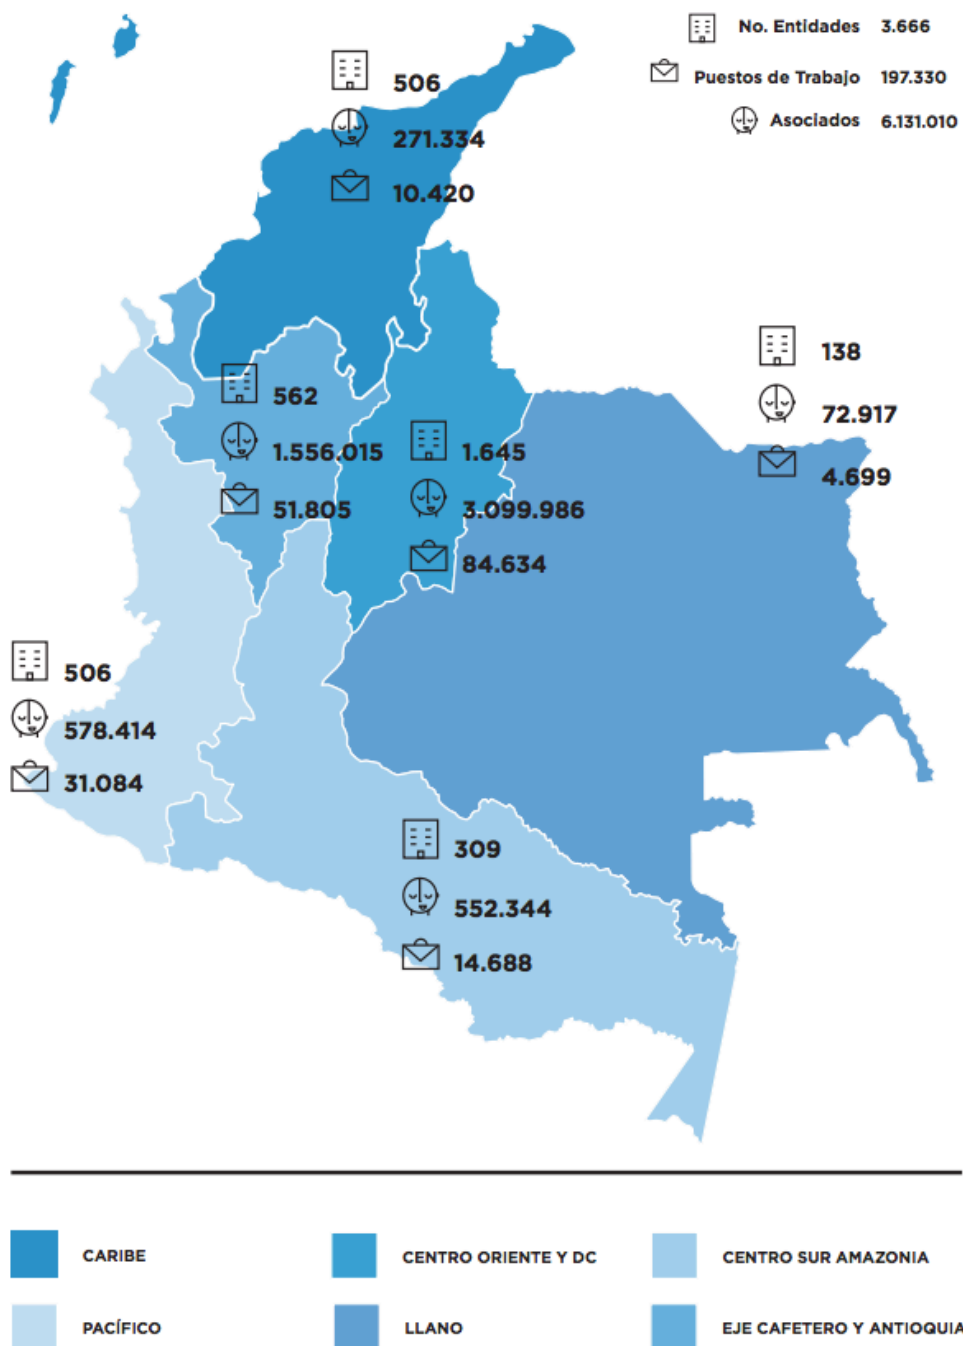 No. Entidades 3.666
Puestos de Trabajo 197.330
Asociados 6.131.010
506
271.334
10.420
138
72.917
4.699
562
1.556.015
51.805
1.645
3.099.986
84.634
506
578.414
31.084
309
552.344
14.688
CARIBE
CENTRO ORIENTE Y DC
CENTRO SUR AMAZONIA
PACÍFICO
LLANO
EJE CAFETERO Y ANTIOQUIA